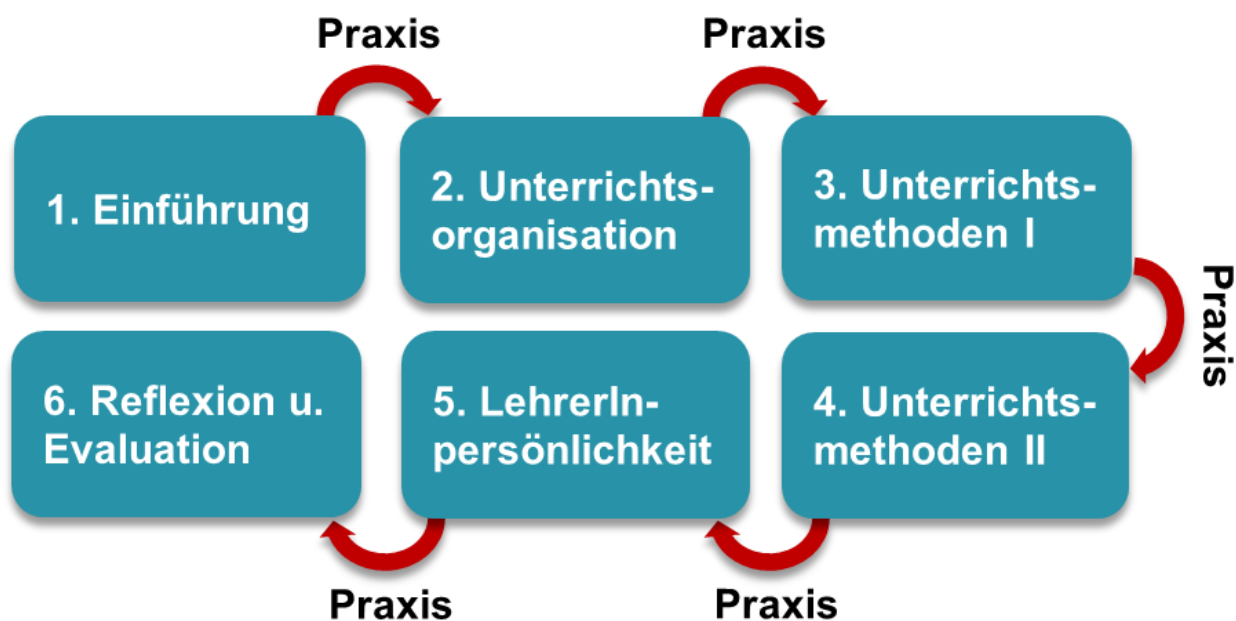 Praxis
Praxis
1. Einführung
2. Unterrichts-
organisation
3. Unterrichts-
methoden I
Praxis
4. Unterrichts-
methoden II
Praxis
5. LehrerIn-
persönlichkeit
Praxis
6. Reflexion u.
Evaluation